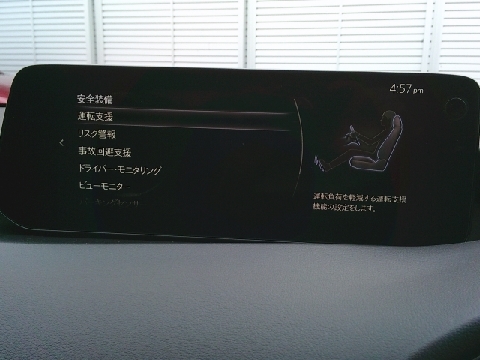 4:57 pm
安全装備
運転支援
リスク警報
事故回避支援
ドライバー・モニタリング
ビューモニタ
運転負荷を軽減する運転支援
機能の設定をします。